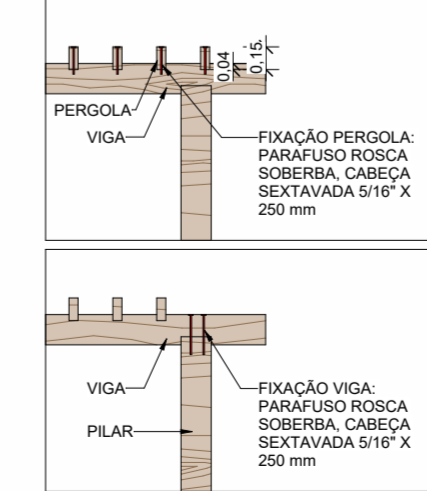 0,04
0,15.
PERGOLA
VIGA
FIXAÇÃO PERGOLA:
PARAFUSO ROSCA
SOBERBA, CABEÇA
SEXTAVADA 5/16" X
250 mm
VIGA
PILAR
FIXAÇÃO VIGA:
PARAFUSO ROSCA
SOBERBA, CABEÇA
SEXTAVADA 5/16" X
250 mm